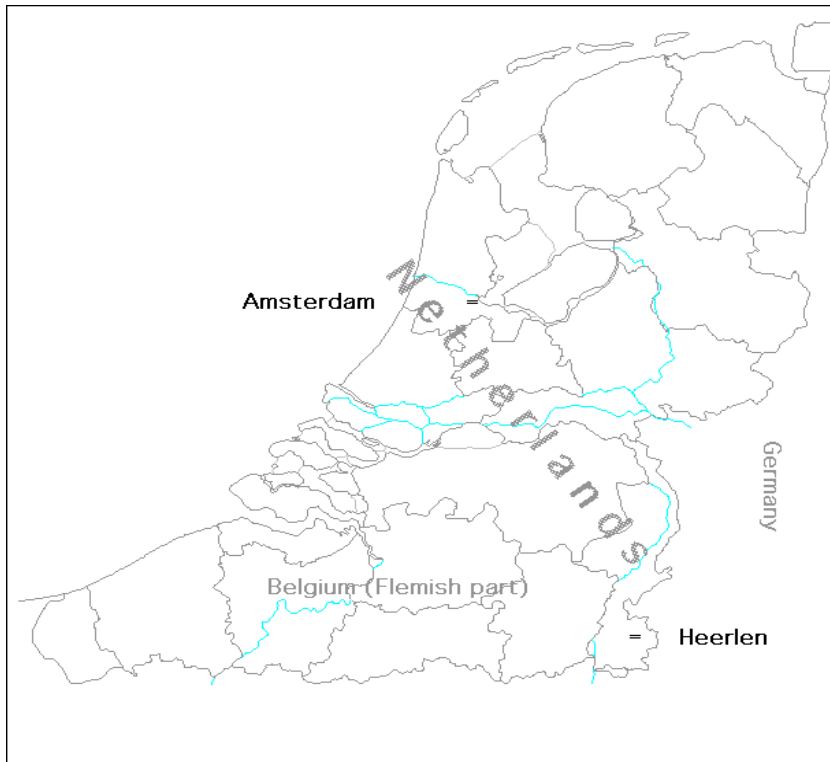 Netherlands
Amsterdam =
Germany
Belgium (Flemish part)
= Heerlen